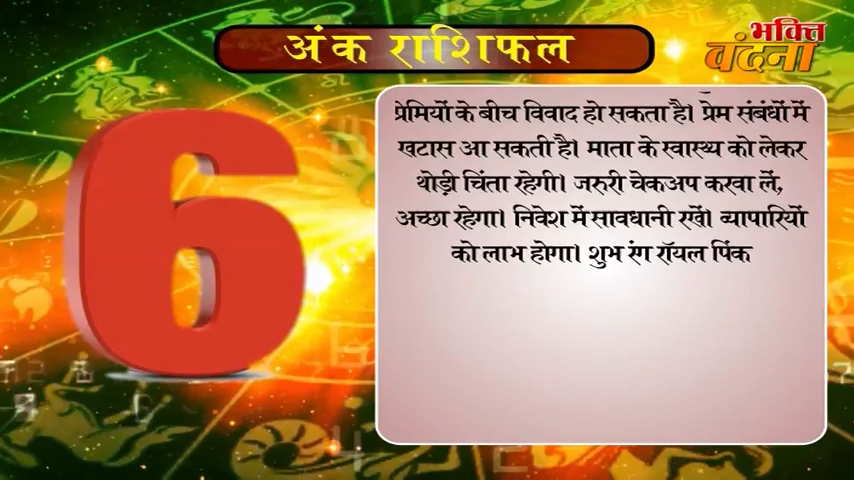 अंक राशिफल
भक्ति
वंदना
6
प्रेमियों के बीच विवाद हो सकता है। प्रेम संबंधों में
खटास आ सकती है। माता के स्वास्थ्य को लेकर
थोड़ी चिंता रहेगी। जरुरी चेकअप करवा लें,
अच्छा रहेगा। निवेश में सावधानी रखें। व्यापारियों
को लाभ होगा। शुभ रंग रॉयल पिंक